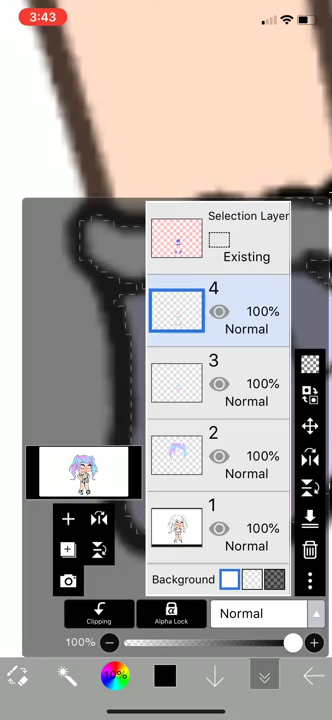 3:43
Selection Layer
Existing
4
100%
Normal
3
100%
Normal
2
100%
Normal
1
100%
Normal
Background
Clipping
α
Alpha Lock
Normal
100%
10%